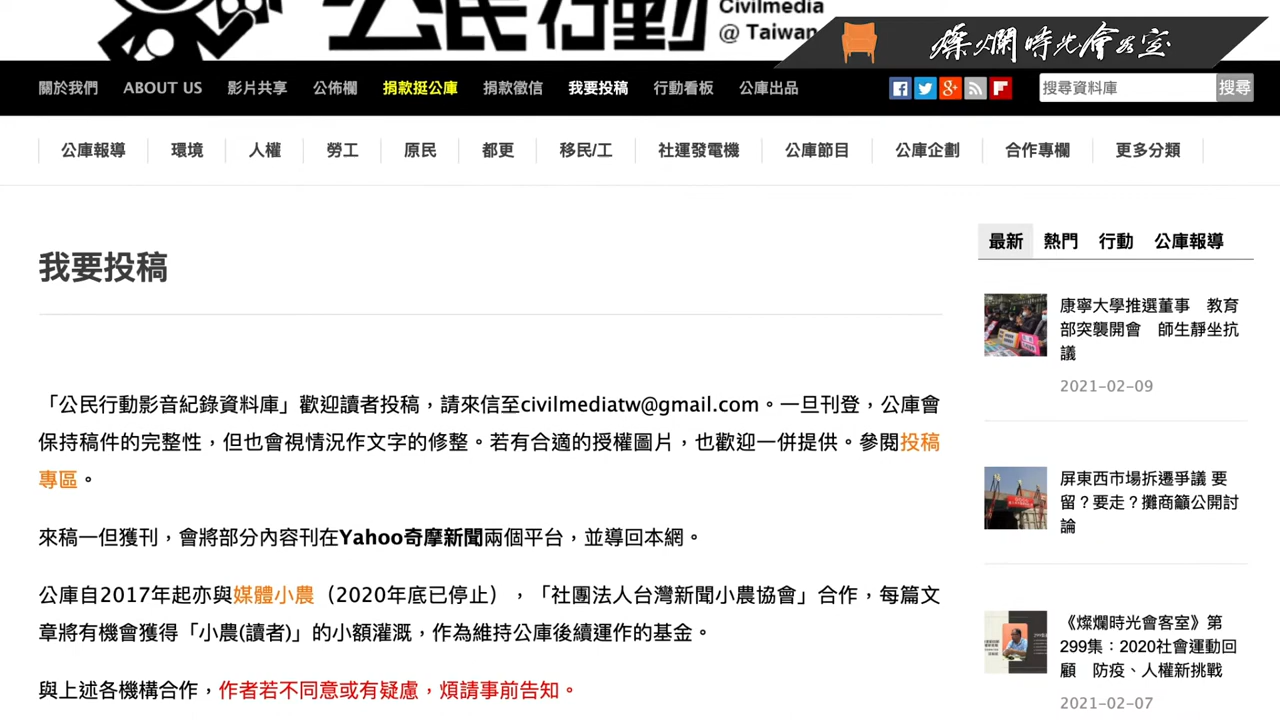 公民行動
Civilmedia
@ Taiwan
燦爛時光會客室
關於我們 ABOUT US 影片共享 公佈欄 捐款挺公庫 捐款徵信 我要投稿 行動看板 公庫出品 搜尋資料庫 搜尋
公庫報導 環境 人權 勞工 原民 都更 移民/工 社運發電機 公庫節目 公庫企劃 合作專欄 更多分類
我要投稿
「公民行動影音紀錄資料庫」歡迎讀者投稿，請來信至civilmediatw@gmail.com。一旦刊登，公庫會
保持稿件的完整性，但也會視情況作文字的修整。若有合適的授權圖片，也歡迎一併提供。參閱投稿
專區。
來稿一但獲刊，會將部分內容刊在Yahoo奇摩新聞兩個平台，並導回本網。
公庫自2017年起亦與媒體小農（2020年底已停止），「社團法人台灣新聞小農協會」合作，每篇文
章將有機會獲得「小農(讀者)」的小額灌溉，作為維持公庫後續運作的基金。
與上述各機構合作，作者若不同意或有疑慮，煩請事前告知。
最新 熱門 行動 公庫報導
康寧大學推選董事　教育
部突襲開會　師生靜坐抗
議
2021-02-09
屏東西市場拆遷爭議 要
留？要走？攤商籲公開討
論
《燦爛時光會客室》第
299集：2020社會運動回
顧　防疫、人權新挑戰
2021-02-07